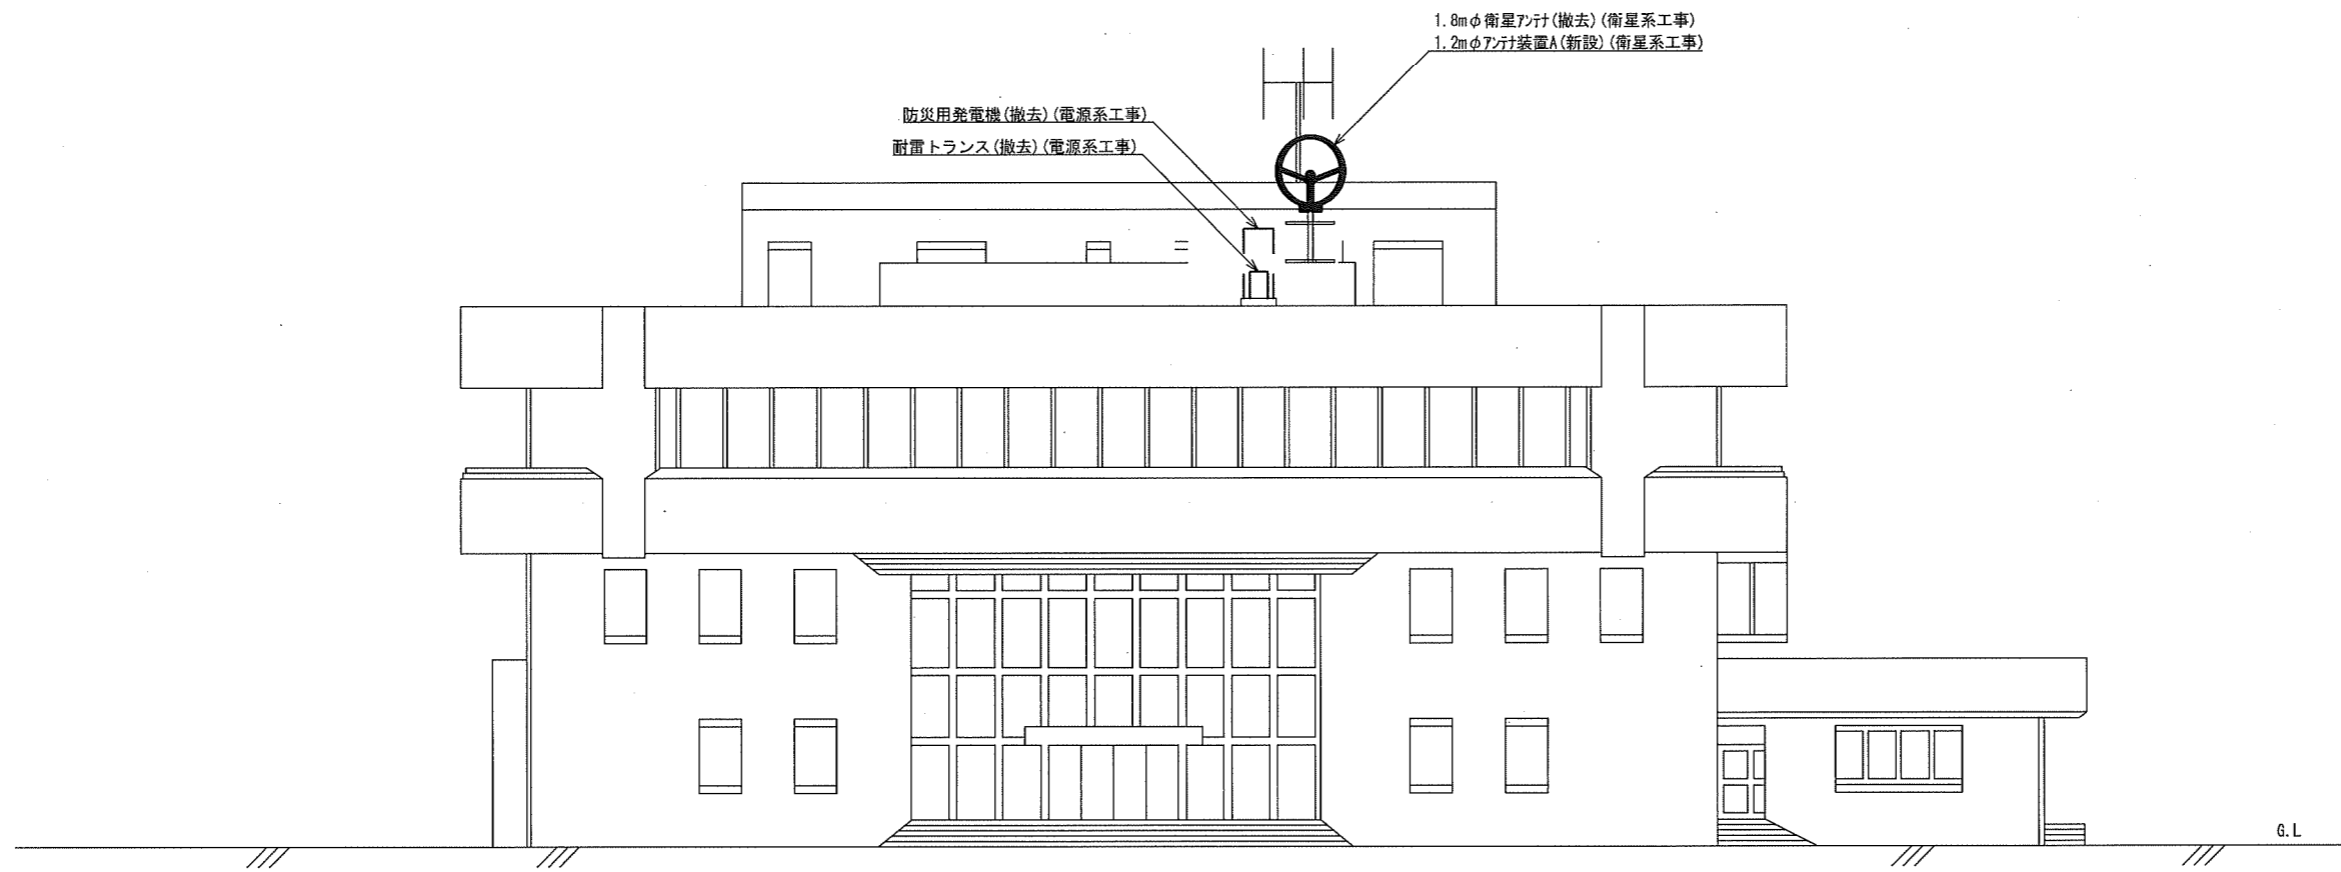 1.8mφ衛星ｱﾝﾃﾅ(撤去)(衛星系工事)
1.2mφｱﾝﾃﾅ装置A(新設)(衛星系工事)
防災用発電機(撤去)(電源系工事)
耐雷トランス(撤去)(電源系工事)
G.L